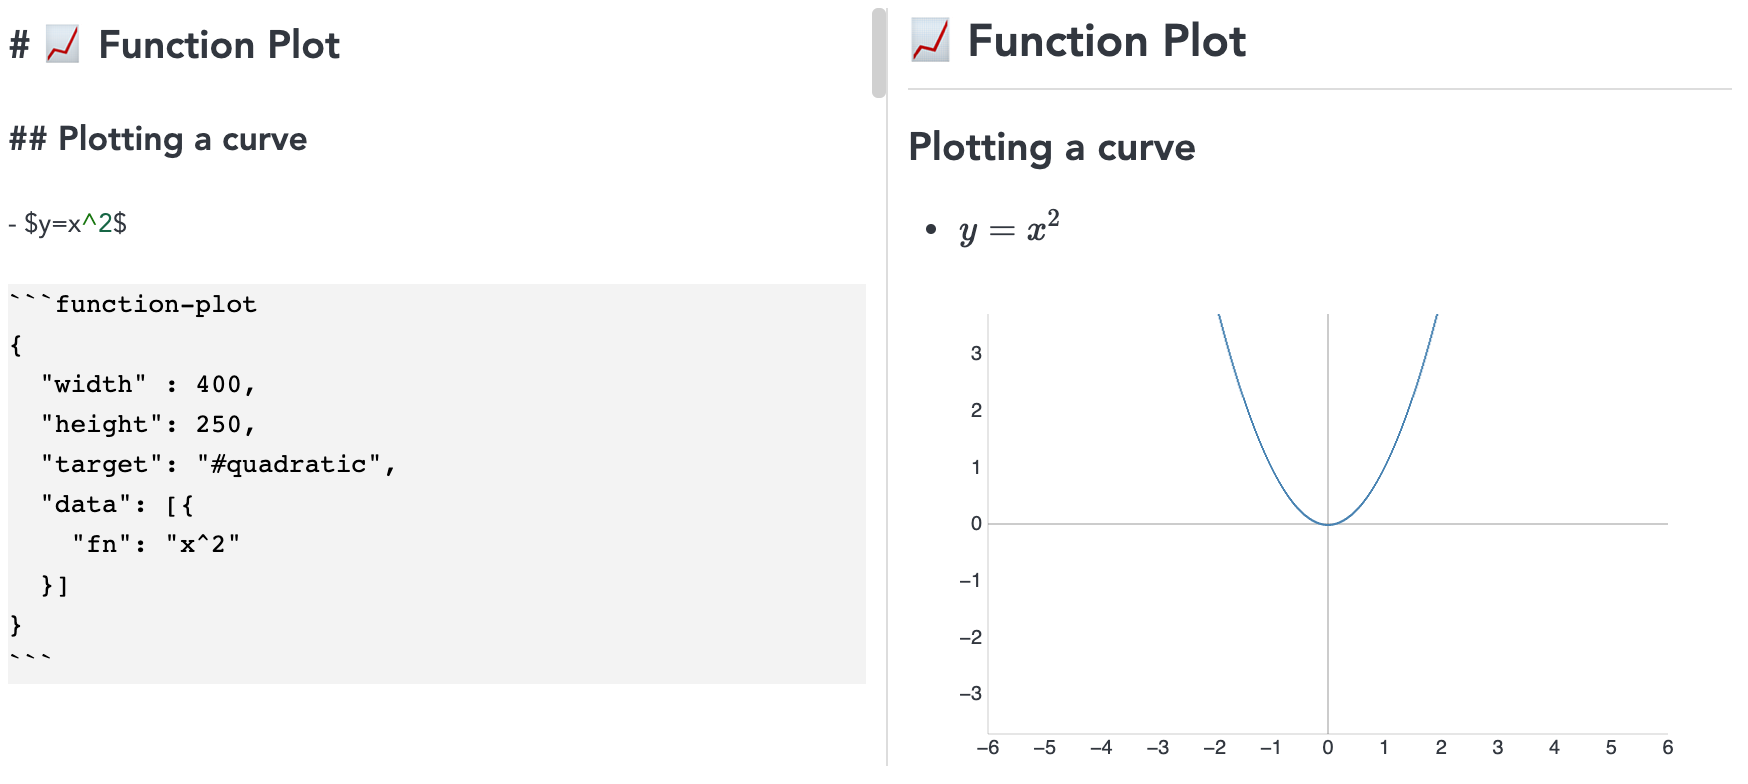 # 📈 Function Plot
## Plotting a curve
- $y=x^2$
```function-plot
{
  "width" : 400,
  "height": 250,
  "target": "#quadratic",
  "data": [{
    "fn": "x^2"
  }]
}
```
📈 Function Plot
Plotting a curve
• y = x²
3
2
1
0
−1
−2
−3
−6 −5 −4 −3 −2 −1 0 1 2 3 4 5 6